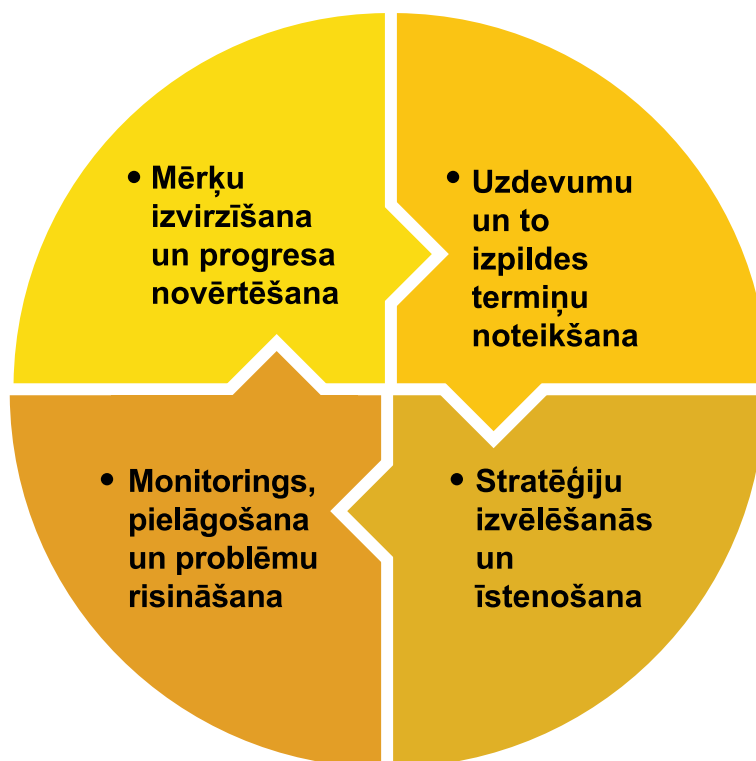 • Mērķu
izvirzīšana
un progresa
novērtēšana
• Uzdevumu
un to
izpildes
termiņu
noteikšana
• Monitorings,
pielāgošana
un problēmu
risināšana
• Stratēģiju
izvēlēšanās
un
īstenošana